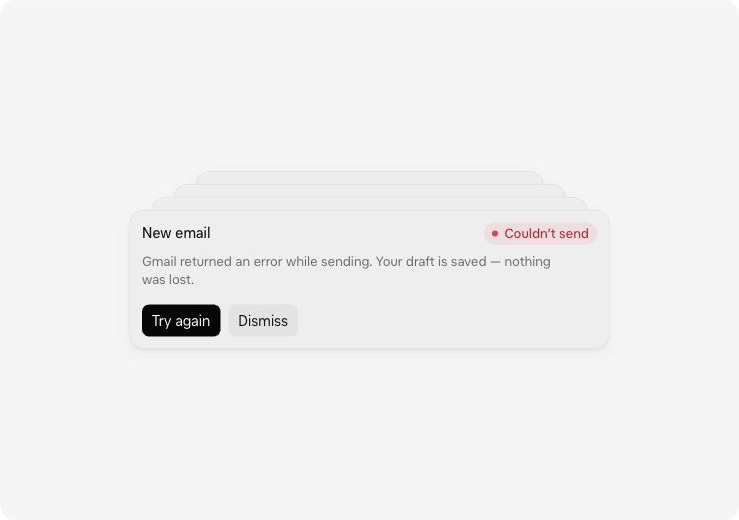 New email
Couldn’t send
Gmail returned an error while sending. Your draft is saved — nothing
was lost.
Try again
Dismiss